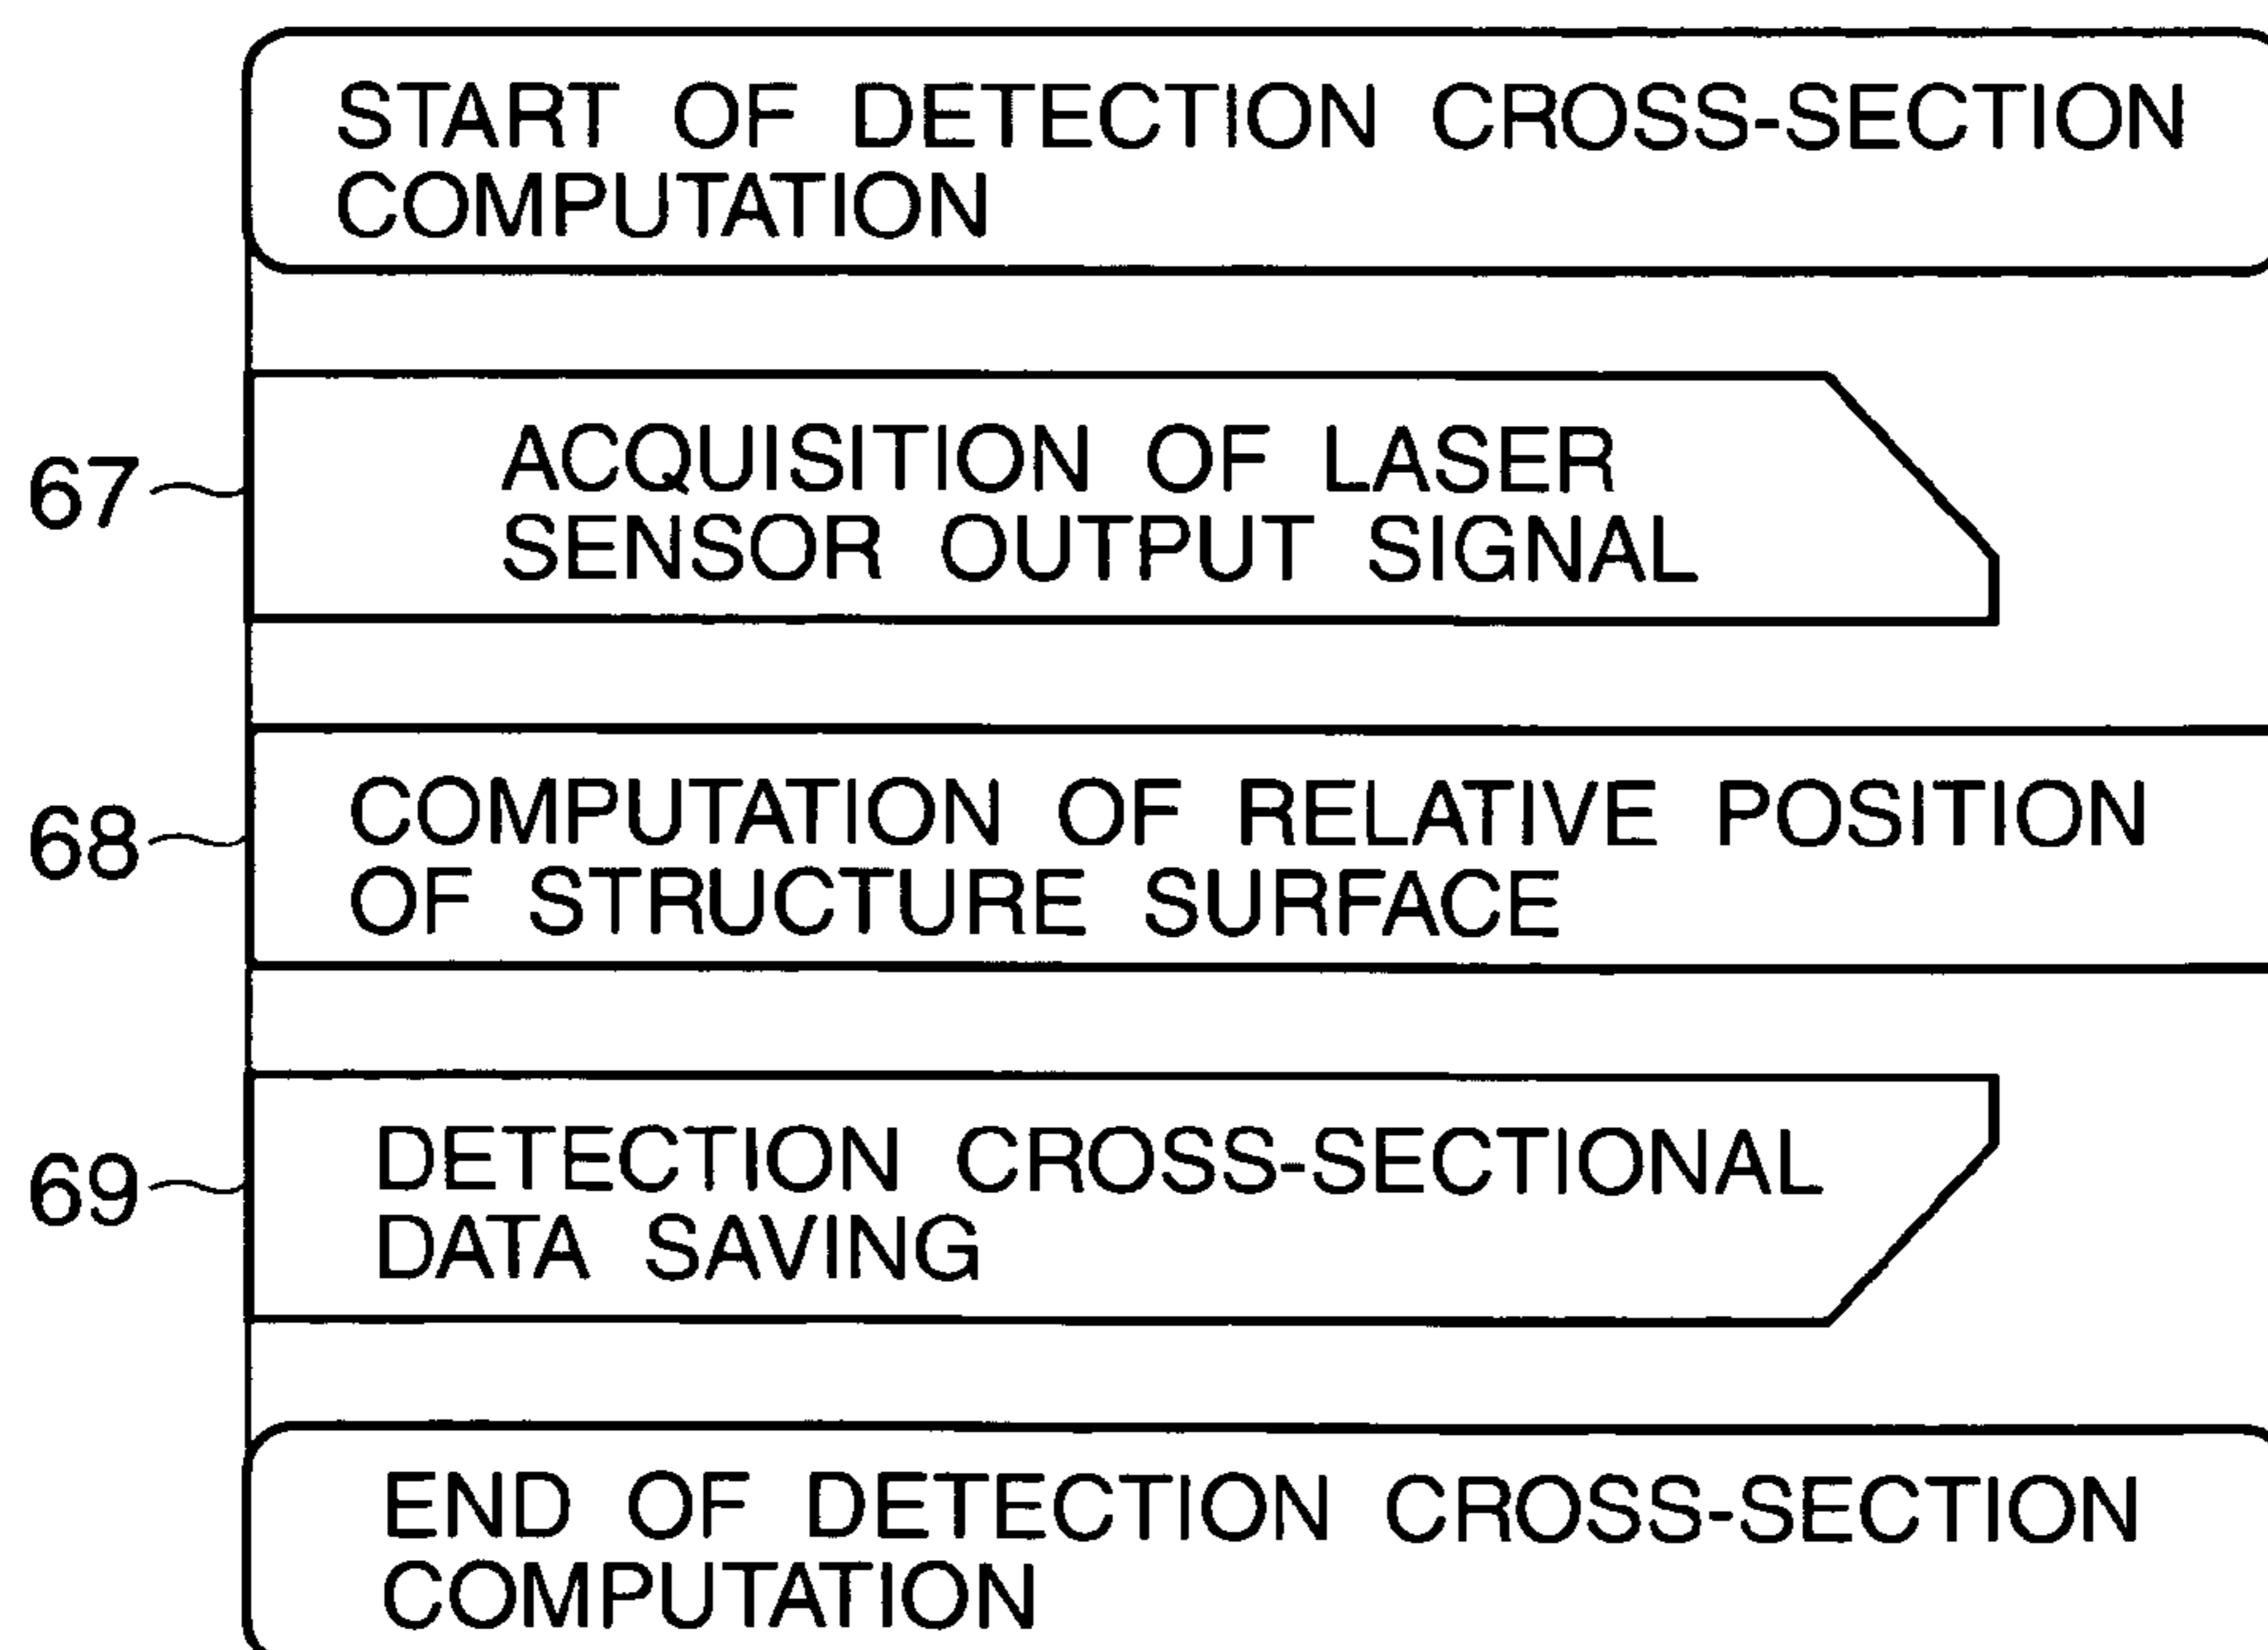 START OF DETECTION CROSS-SECTION
COMPUTATION
67
ACQUISITION OF LASER
SENSOR OUTPUT SIGNAL
68
COMPUTATION OF RELATIVE POSITION
OF STRUCTURE SURFACE
69
DETECTION CROSS-SECTIONAL
DATA SAVING
END OF DETECTION CROSS-SECTION
COMPUTATION